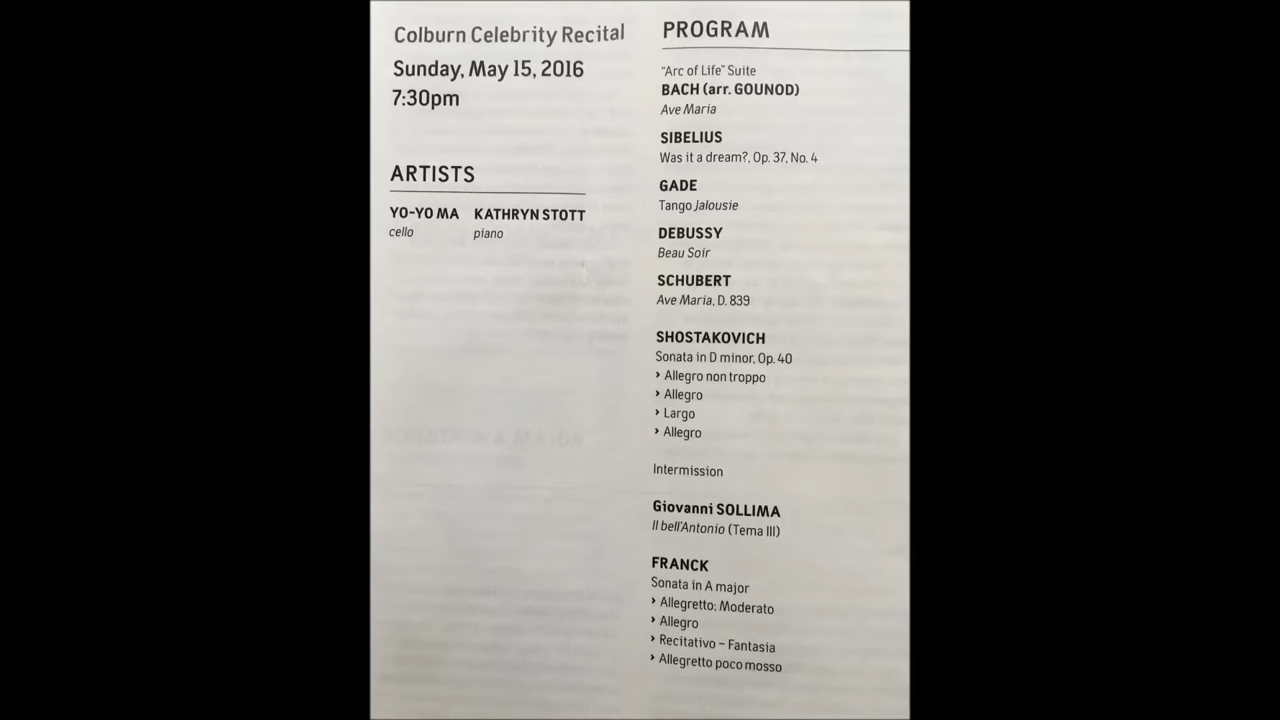 Colburn Celebrity Recital
Sunday, May 15, 2016
7:30pm
ARTISTS
YO-YO MA KATHRYN STOTT
cello piano
PROGRAM
"Arc of Life" Suite
BACH (arr. GOUNOD)
Ave Maria
SIBELIUS
Was it a dream?, Op. 37, No. 4
GADE
Tango Jalousie
DEBUSSY
Beau Soir
SCHUBERT
Ave Maria, D. 839
SHOSTAKOVICH
Sonata in D minor, Op. 40
› Allegro non troppo
› Allegro
› Largo
› Allegro
Intermission
Giovanni SOLLIMA
Il bell'Antonio (Tema III)
FRANCK
Sonata in A major
› Allegretto; Moderato
› Allegro
› Recitativo – Fantasia
› Allegretto poco mosso